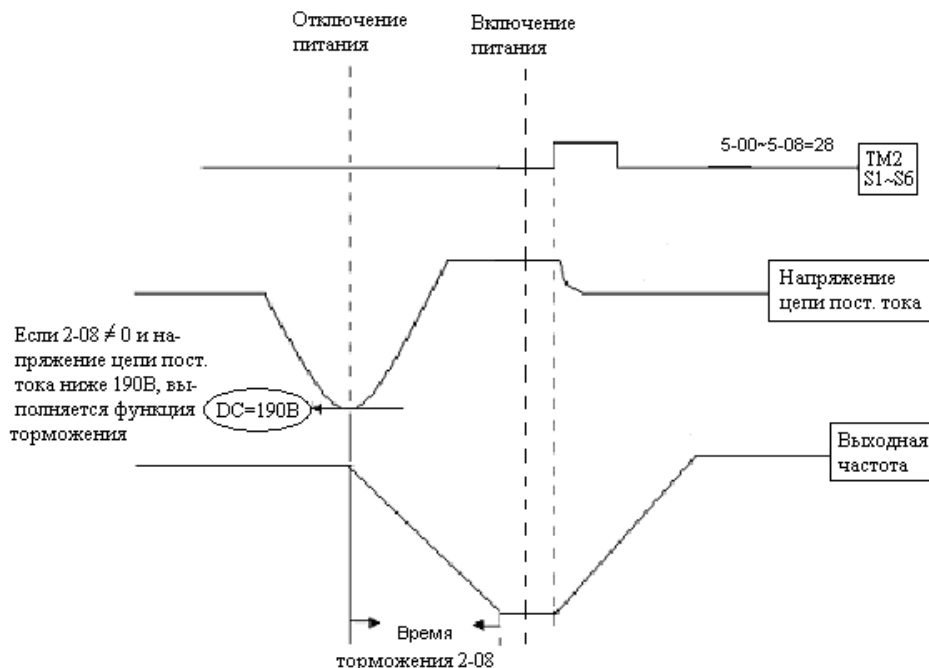 Отключение
питания
Включение
питания
5-00~5-08=28
TM2
S1~S6
Напряжение
цепи пост. тока
Если 2-08 ≠ 0 и на-
пряжение цепи пост.
тока ниже 190В, вы-
полняется функция
торможения
DC=190В
Выходная
частота
Время
торможения 2-08